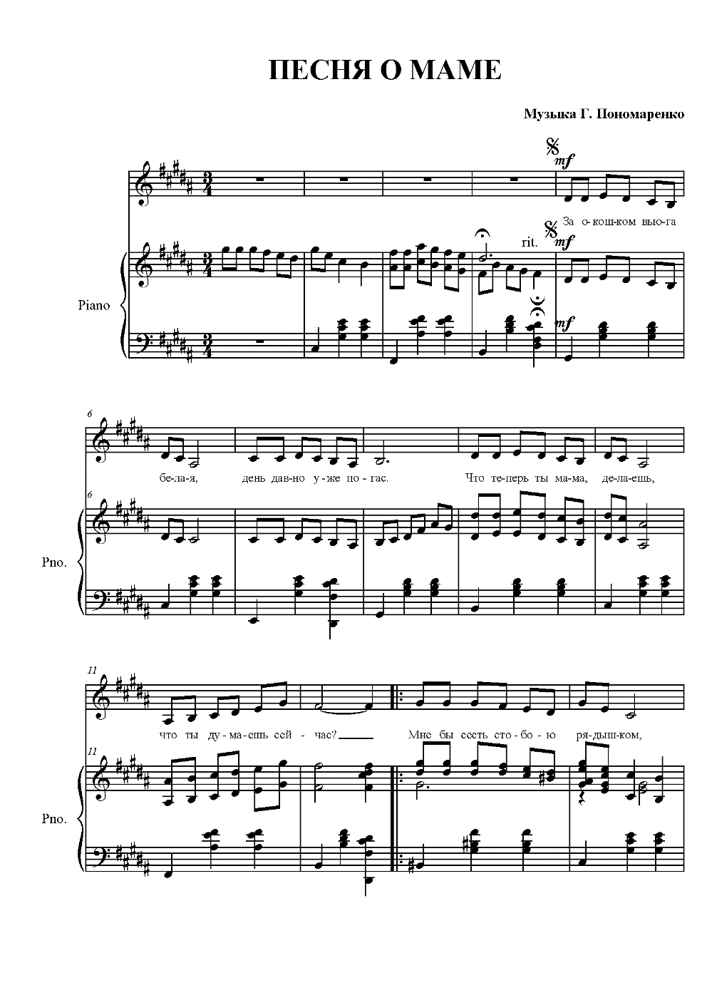 ПЕСНЯ О МАМЕ
Музыка Г. Пономаренко
mf
За о-кош-ком вью-га
rit.
mf
Piano
mf
6
бе-ла-я, день дав-но у-же по-гас. Что те-перь ты ма-ма, де-ла-ешь,
6
Pno.
11
что ты ду-ма-ешь сей-час? Мне бы сесть сто-бо-ю ря-дыш-ком,
11
Pno.